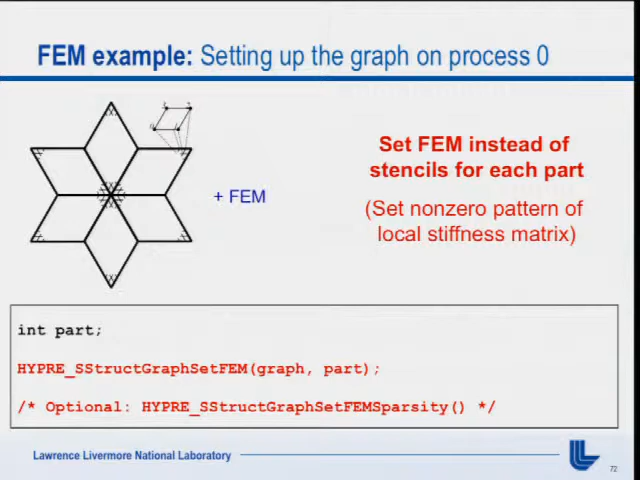 FEM example: Setting up the graph on process 0
+ FEM
Set FEM instead of
stencils for each part
(Set nonzero pattern of
local stiffness matrix)
int part;
HYPRE_SStructGraphSetFEM(graph, part);
/* Optional: HYPRE_SStructGraphSetFEMSparsity() */
Lawrence Livermore National Laboratory
72